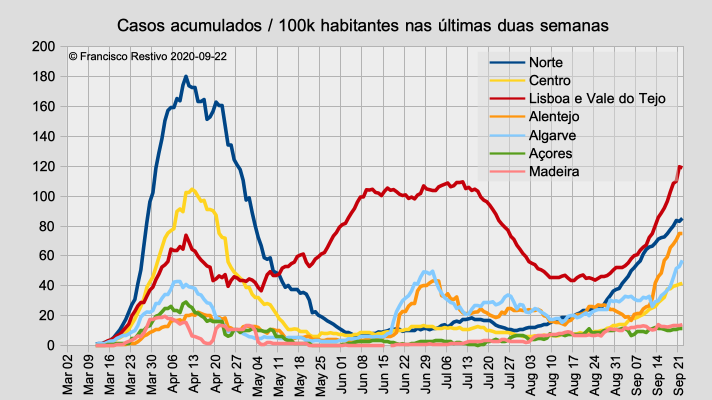 Casos acumulados / 100k habitantes nas últimas duas semanas
© Francisco Restivo 2020-09-22
200
180
160
140
120
100
80
60
40
20
0
Norte
Centro
Lisboa e Vale do Tejo
Alentejo
Algarve
Açores
Madeira
Mar 02
Mar 09
Mar 16
Mar 23
Mar 30
Apr 06
Apr 13
Apr 20
Apr 27
May 04
May 11
May 18
May 25
Jun 01
Jun 08
Jun 15
Jun 22
Jun 29
Jul 06
Jul 13
Jul 20
Jul 27
Aug 03
Aug 10
Aug 17
Aug 24
Aug 31
Sep 07
Sep 14
Sep 21